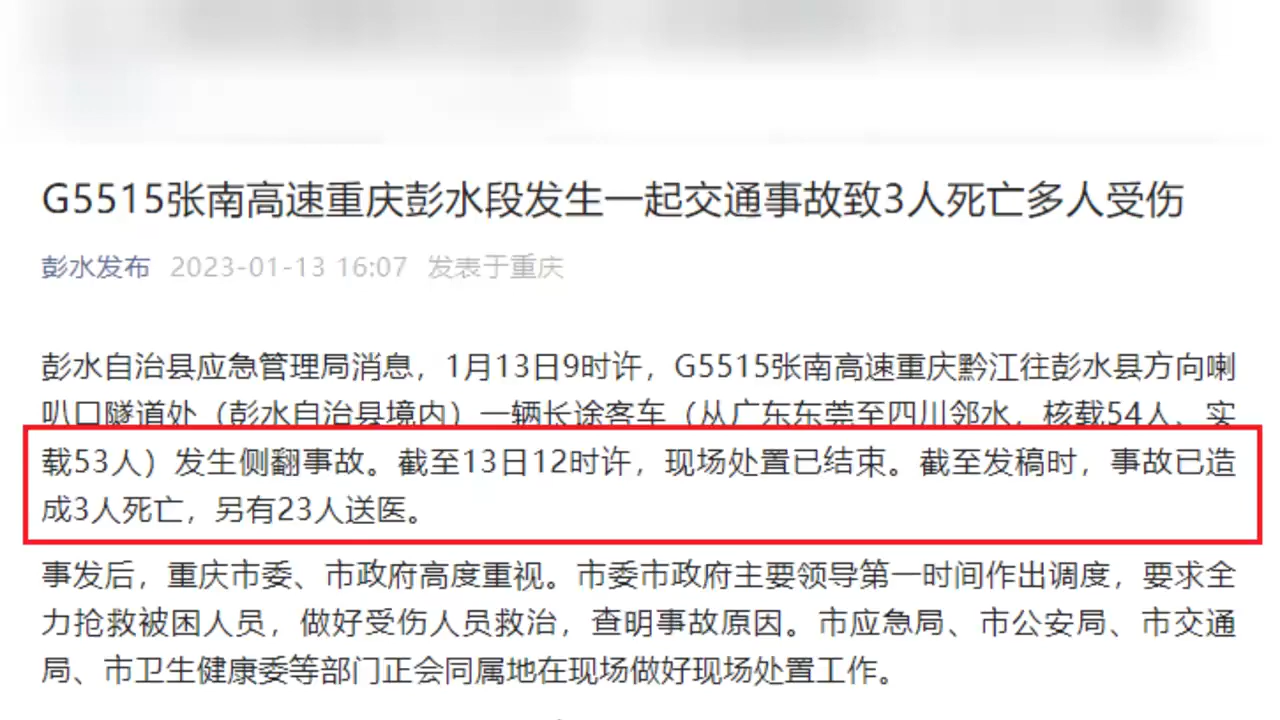 G5515张南高速重庆彭水段发生一起交通事故致3人死亡多人受伤
彭水发布 2023-01-13 16:07 发表于重庆
彭水自治县应急管理局消息，1月13日9时许，G5515张南高速重庆黔江往彭水县方向喇
叭口隧道处（彭水自治县境内）一辆长途客车（从广东东莞至四川邻水，核载54人、实
载53人）发生侧翻事故。截至13日12时许，现场处置已结束。截至发稿时，事故已造
成3人死亡，另有23人送医。
事发后，重庆市委、市政府高度重视。市委市政府主要领导第一时间作出调度，要求全
力抢救被困人员，做好受伤人员救治，查明事故原因。市应急局、市公安局、市交通
局、市卫生健康委等部门正会同属地在现场做好现场处置工作。